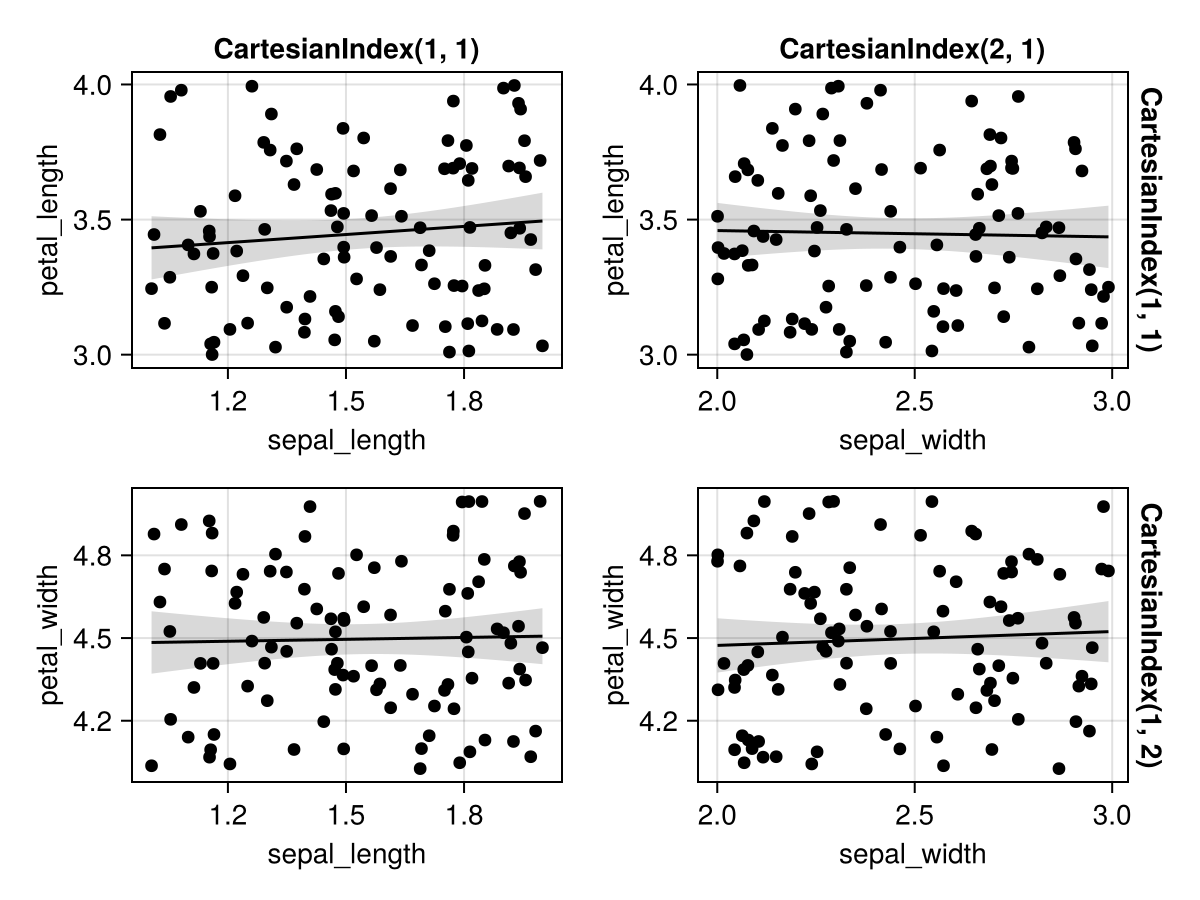 CartesianIndex(1, 1)
CartesianIndex(2, 1)
4.0
3.5
3.0
petal_length
1.2 1.5 1.8
sepal_length
4.0
3.5
3.0
petal_length
2.0 2.5 3.0
sepal_width
CartesianIndex(1, 1)
4.8
4.5
4.2
petal_width
1.2 1.5 1.8
sepal_length
4.8
4.5
4.2
petal_width
2.0 2.5 3.0
sepal_width
CartesianIndex(1, 2)